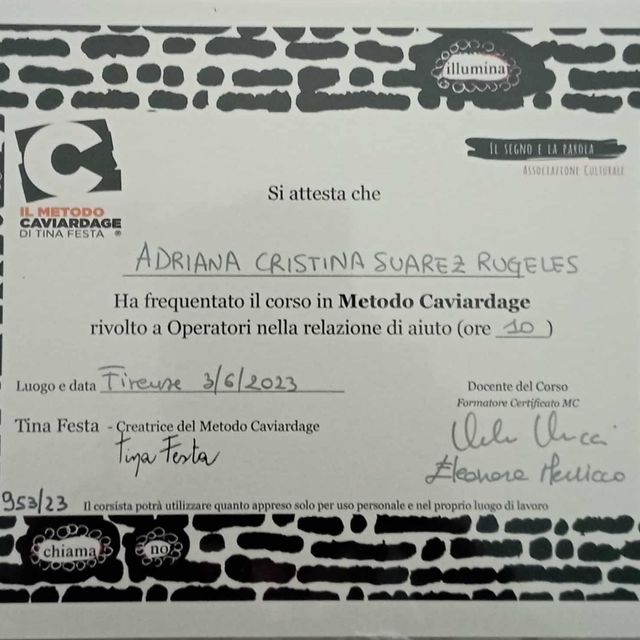 illumina
IL SEGNO E LA PAROLA
ASSOCIAZIONE CULTURALE
C
IL METODO
CAVIARDAGE
DI TINA FESTA ®
Si attesta che
ADRIANA CRISTINA SUAREZ RUGELES
Ha frequentato il corso in Metodo Caviardage
rivolto a Operatori nella relazione di aiuto (ore 10)
Luogo e data Firenze 3/6/2023
Docente del Corso
Formatore Certificato MC
Tina Festa - Creatrice del Metodo Caviardage
Tina Festa
Eleonora
953/23 Il corsista potrà utilizzare quanto appreso solo per uso personale e nel proprio luogo di lavoro
chiama no